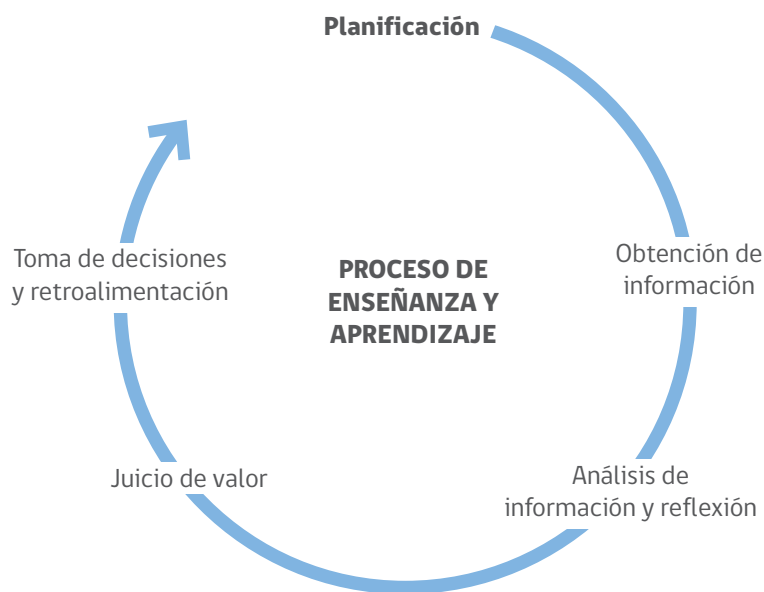 Planificación
Obtención de
información
Análisis de
información y reflexión
Juicio de valor
Toma de decisiones
y retroalimentación
PROCESO DE
ENSEÑANZA Y
APRENDIZAJE